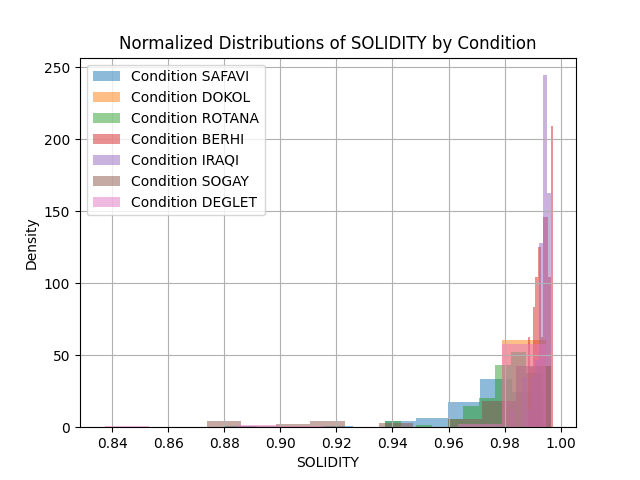 Normalized Distributions of SOLIDITY by Condition
250
200
150
100
50
0
Density
Condition SAFAVI
Condition DOKOL
Condition ROTANA
Condition BERHI
Condition IRAQI
Condition SOGAY
Condition DEGLET
0.84 0.86 0.88 0.90 0.92 0.94 0.96 0.98 1.00
SOLIDITY